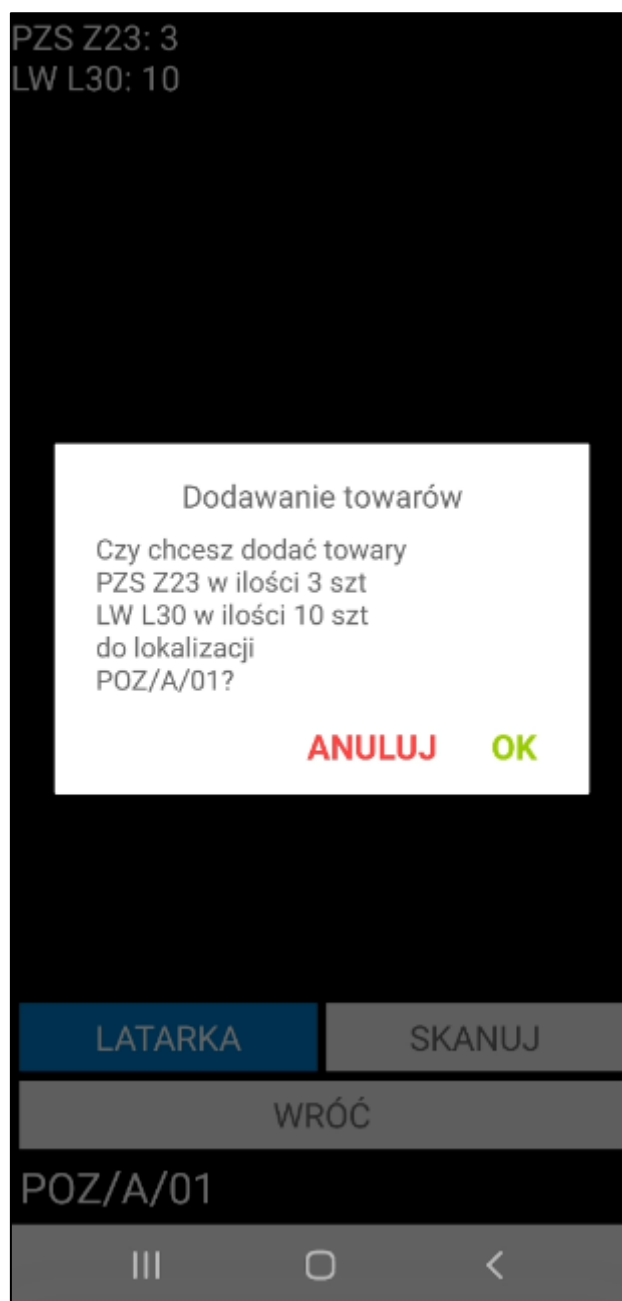 PZS Z23: 3
LW L30: 10
Dodawanie towarów
Czy chcesz dodać towary
PZS Z23 w ilości 3 szt
LW L30 w ilości 10 szt
do lokalizacji
POZ/A/01?
ANULUJ OK
LATARKA SKANUJ
WRÓĆ
POZ/A/01